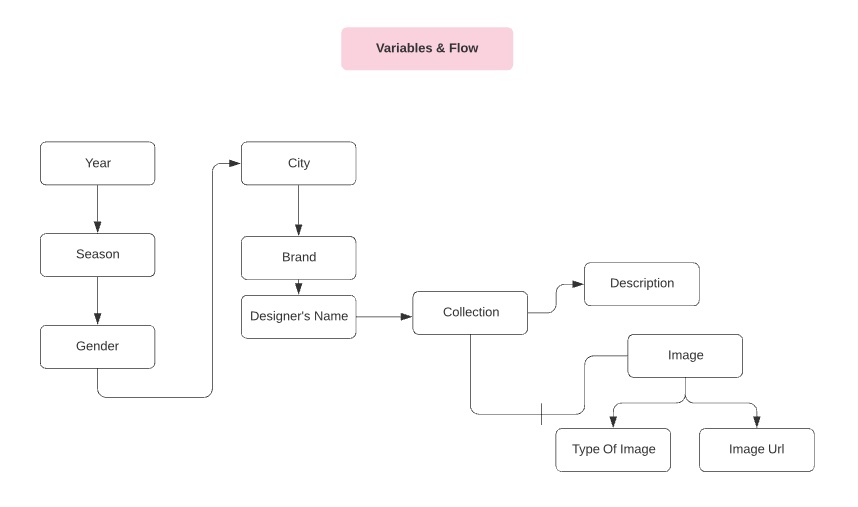 Variables & Flow
Year
Season
Gender
City
Brand
Designer's Name
Collection
Description
Image
Type Of Image
Image Url